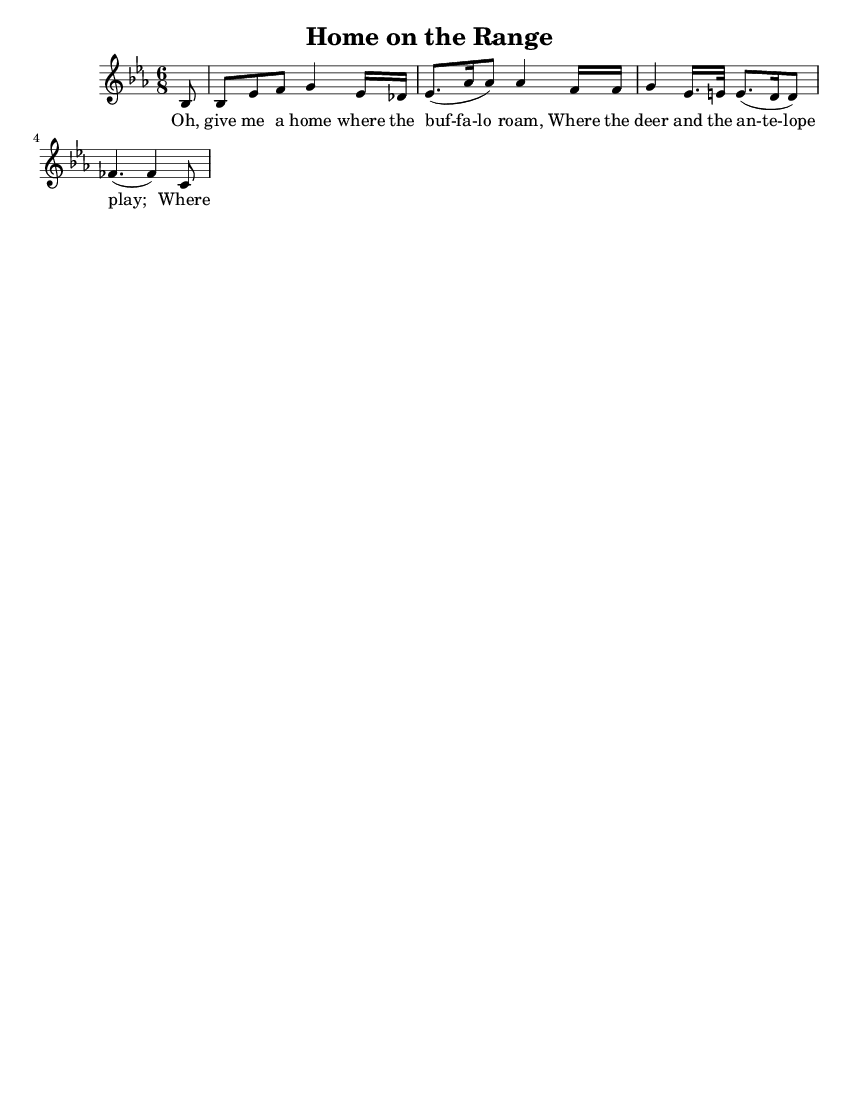 Home on the Range
6
8
Oh, give me a home where the buf-fa-lo roam, Where the deer and the an-te-lope
4
play; Where